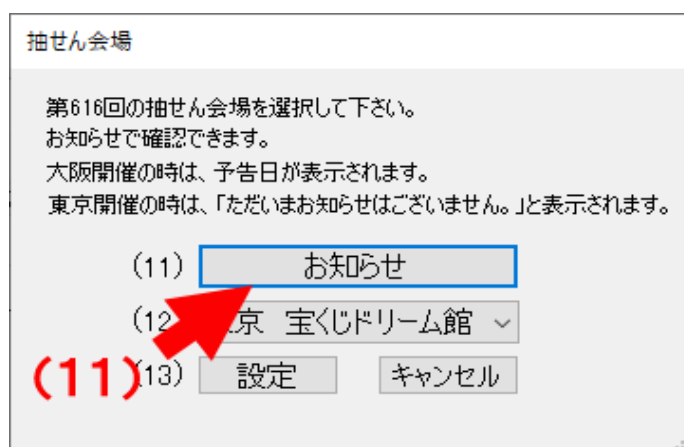 抽せん会場
第616回の抽せん会場を選択して下さい。
お知らせで確認できます。
大阪開催の時は、予告日が表示されます。
東京開催の時は、「ただいまお知らせはございません。」と表示されます。
(11) お知らせ
(12 京 宝くじドリーム館
(11)
(13) 設定 キャンセル